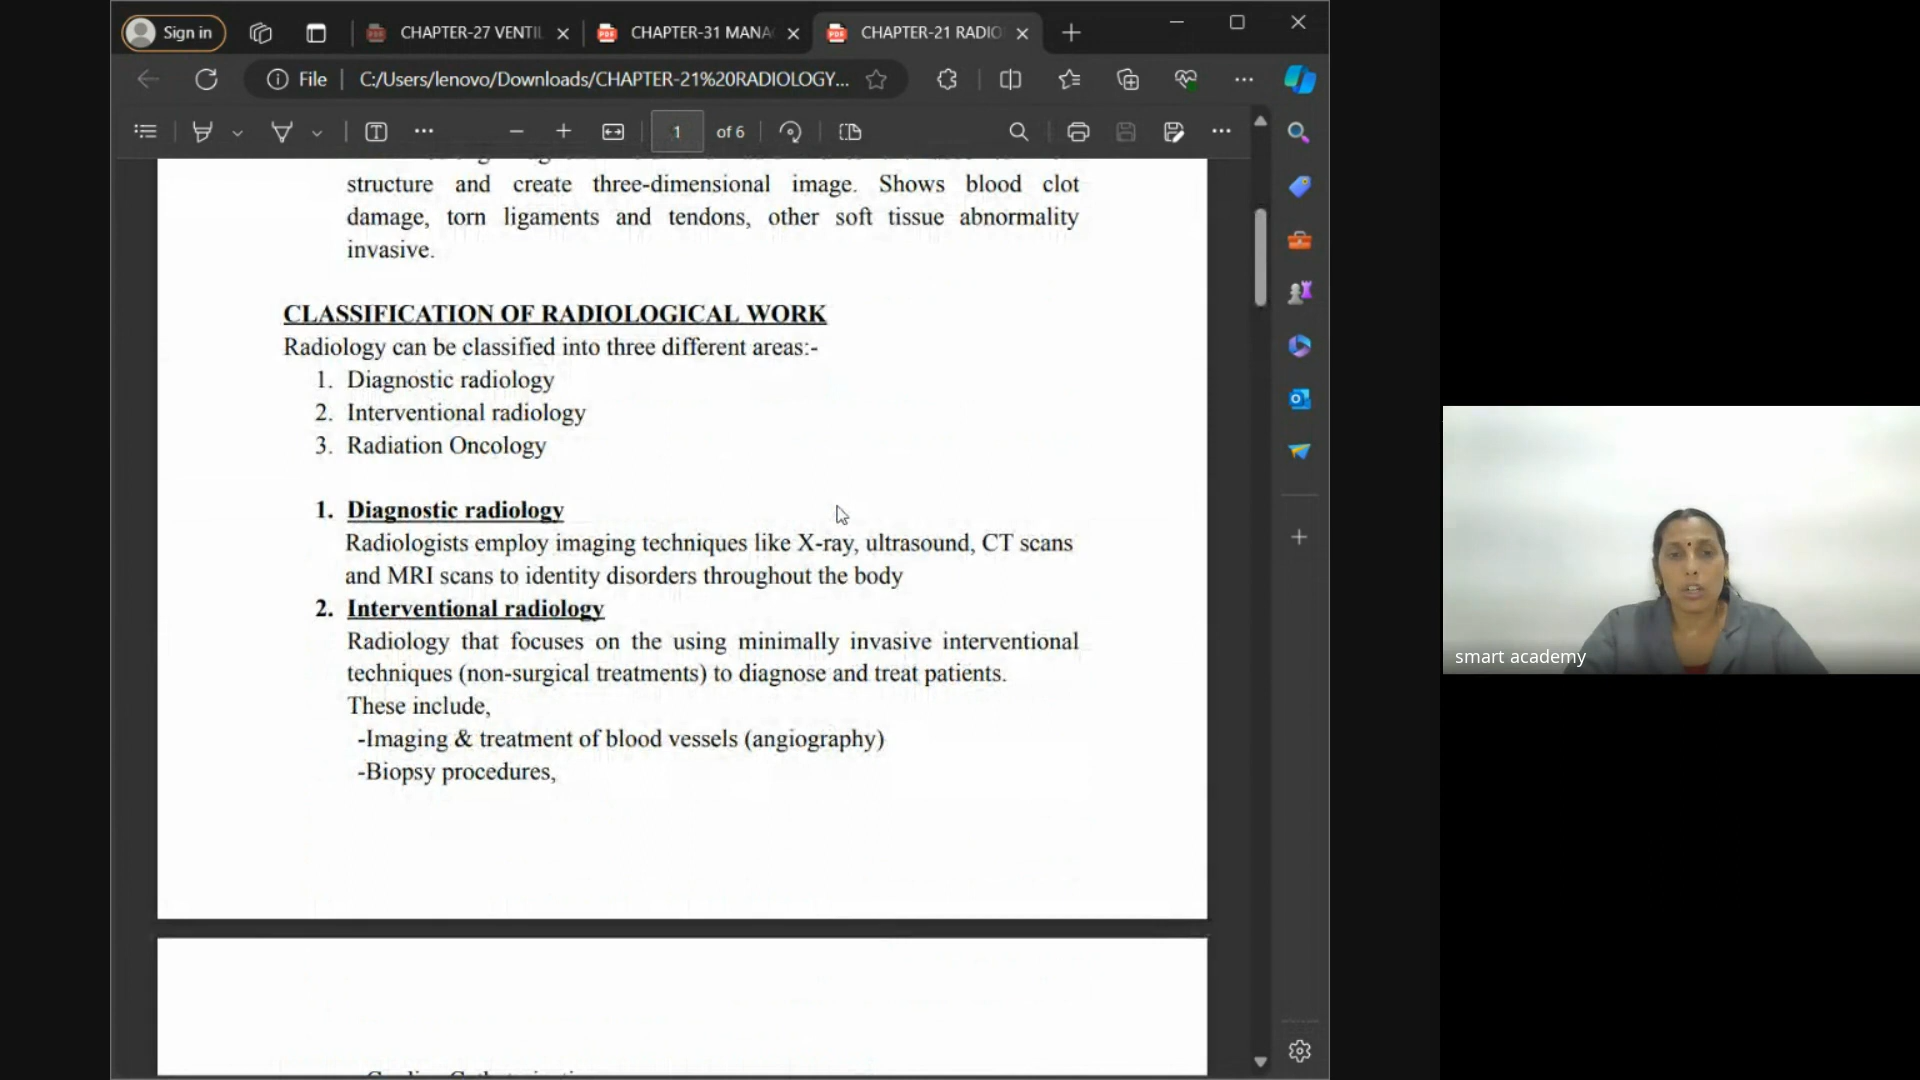 Sign in
CHAPTER-27 VENTIL
CHAPTER-31 MANA
CHAPTER-21 RADIO
File
C:/Users/lenovo/Downloads/CHAPTER-21%20RADIOLOGY...
1 of 6
structure and create three-dimensional image. Shows blood clot
damage, torn ligaments and tendons, other soft tissue abnormality
invasive.
CLASSIFICATION OF RADIOLOGICAL WORK
Radiology can be classified into three different areas:-
1. Diagnostic radiology
2. Interventional radiology
3. Radiation Oncology
1. Diagnostic radiology
Radiologists employ imaging techniques like X-ray, ultrasound, CT scans
and MRI scans to identity disorders throughout the body
2. Interventional radiology
Radiology that focuses on the using minimally invasive interventional
techniques (non-surgical treatments) to diagnose and treat patients.
These include,
-Imaging & treatment of blood vessels (angiography)
-Biopsy procedures,
smart academy